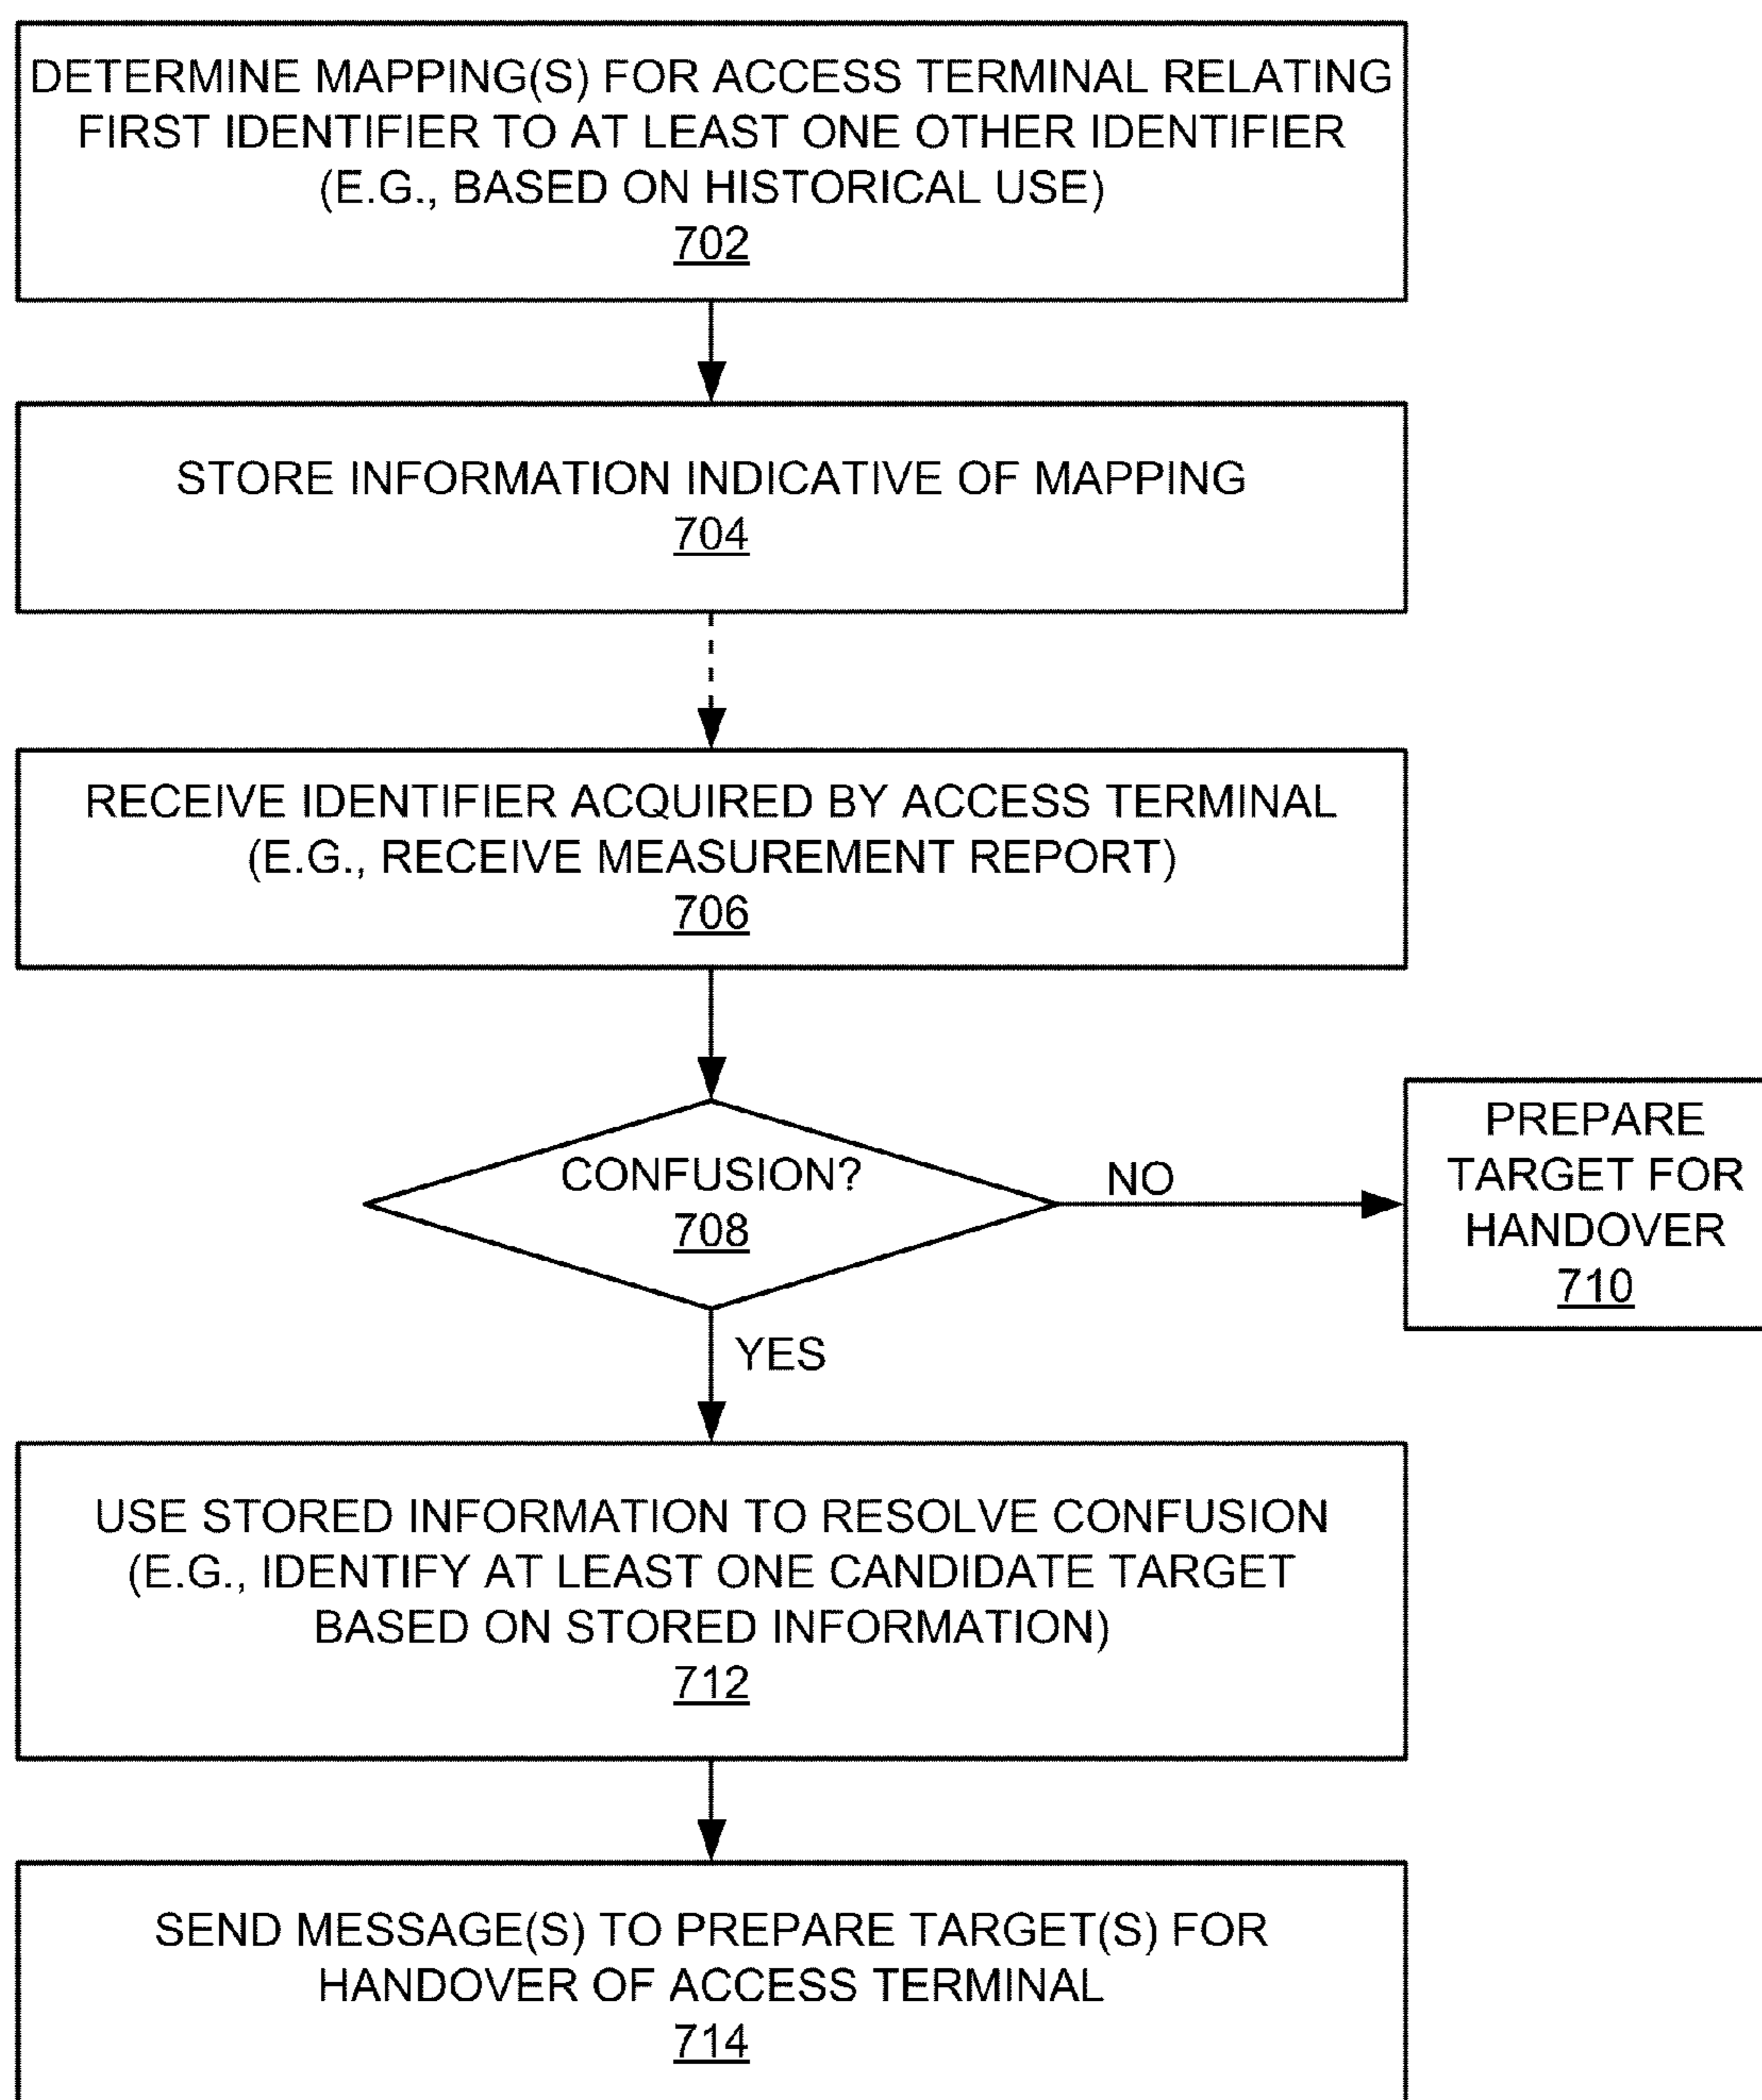 DETERMINE MAPPING(S) FOR ACCESS TERMINAL RELATING
FIRST IDENTIFIER TO AT LEAST ONE OTHER IDENTIFIER
(E.G., BASED ON HISTORICAL USE)
702
STORE INFORMATION INDICATIVE OF MAPPING
704
RECEIVE IDENTIFIER ACQUIRED BY ACCESS TERMINAL
(E.G., RECEIVE MEASUREMENT REPORT)
706
CONFUSION?
708
NO
PREPARE
TARGET FOR
HANDOVER
710
YES
USE STORED INFORMATION TO RESOLVE CONFUSION
(E.G., IDENTIFY AT LEAST ONE CANDIDATE TARGET
BASED ON STORED INFORMATION)
712
SEND MESSAGE(S) TO PREPARE TARGET(S) FOR
HANDOVER OF ACCESS TERMINAL
714